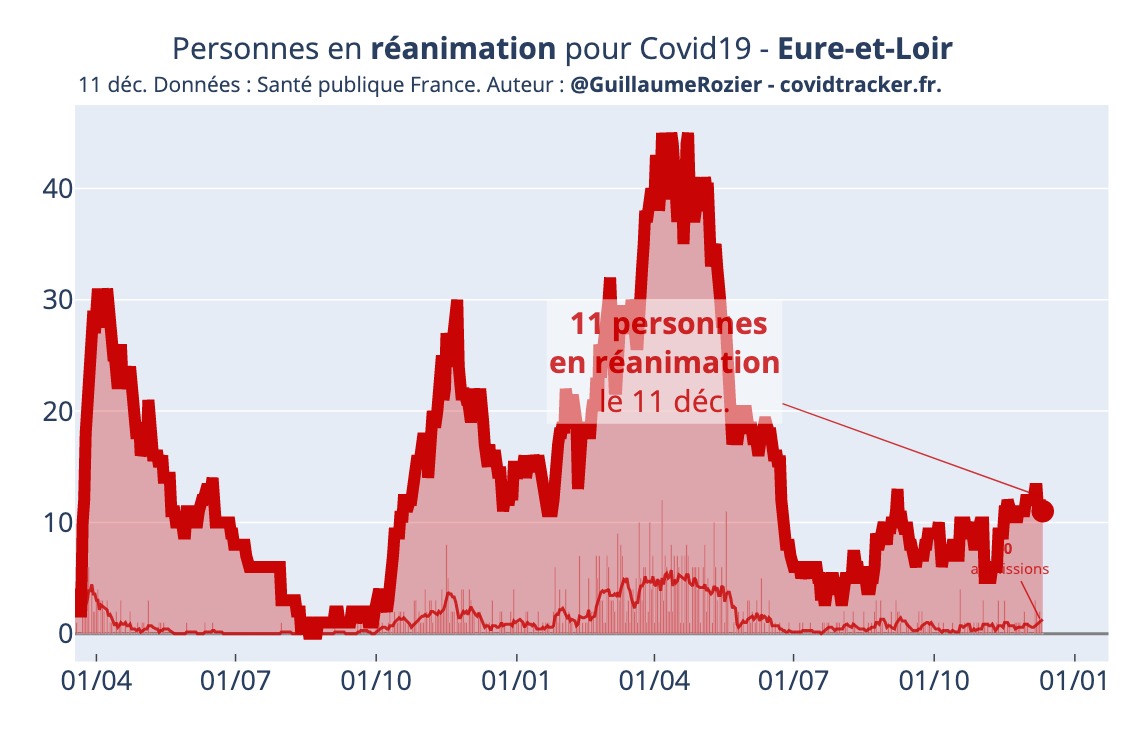 Personnes en réanimation pour Covid19 - Eure-et-Loir
11 déc. Données : Santé publique France. Auteur : @GuillaumeRozier - covidtracker.fr.
40
30
20
10
0
11 personnes
en réanimation
le 11 déc.
0
admissions
01/04
01/07
01/10
01/01
01/04
01/07
01/10
01/01